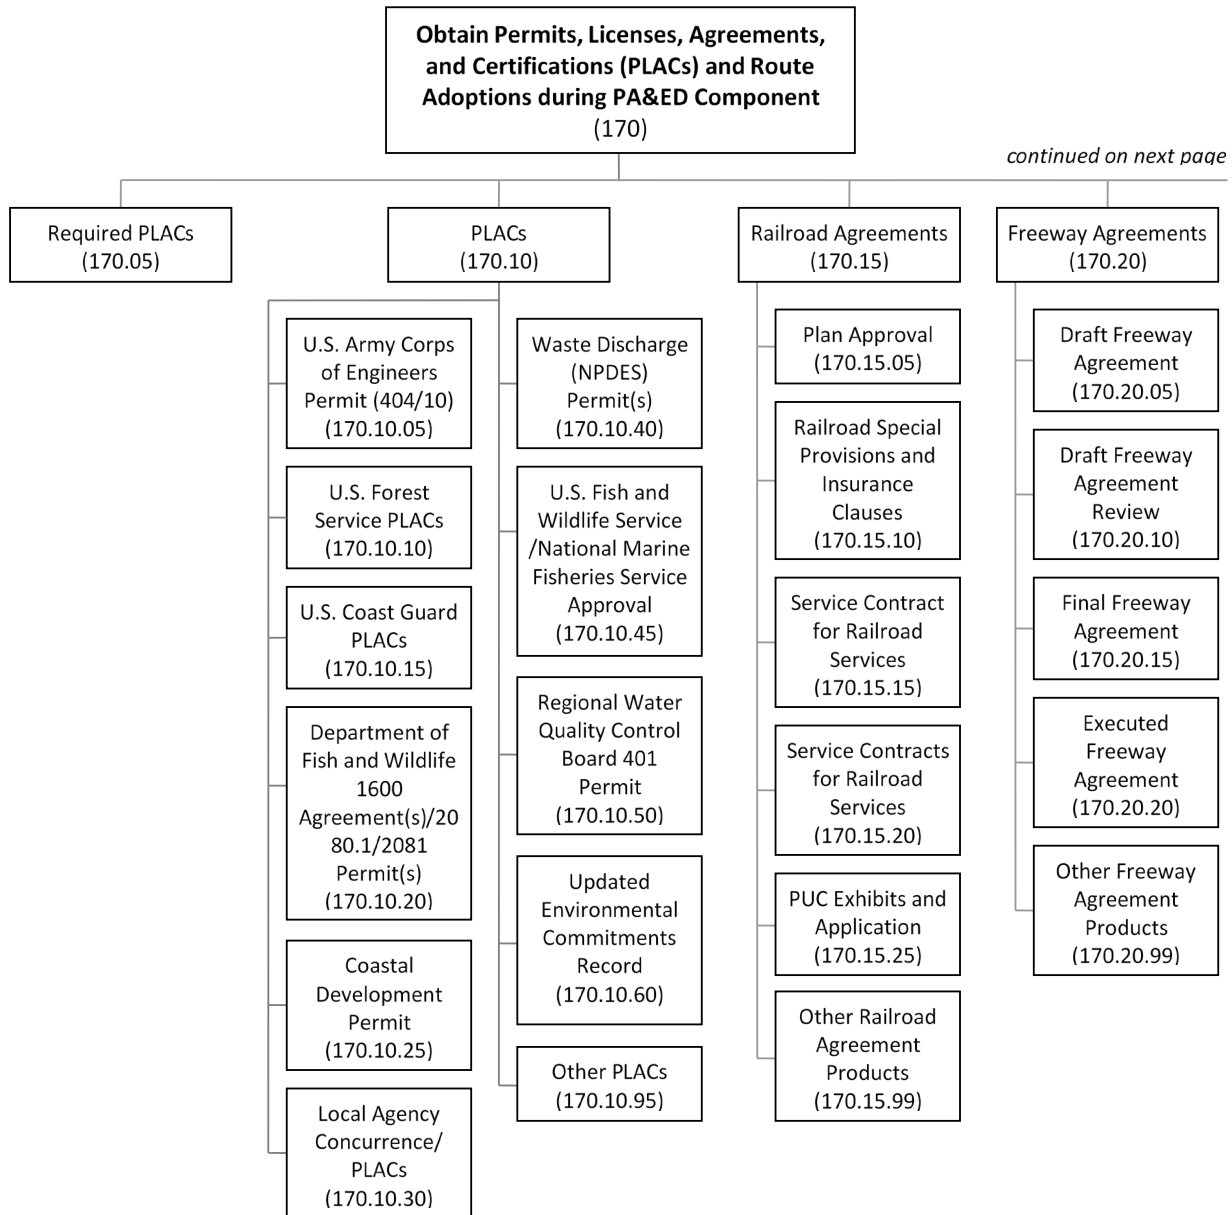 Obtain Permits, Licenses, Agreements,
and Certifications (PLACs) and Route
Adoptions during PA&ED Component
(170)
continued on next page
Required PLACs
(170.05)
PLACs
(170.10)
Railroad Agreements
(170.15)
Freeway Agreements
(170.20)
U.S. Army Corps
of Engineers
Permit (404/10)
(170.10.05)
U.S. Forest
Service PLACs
(170.10.10)
U.S. Coast Guard
PLACs
(170.10.15)
Department of
Fish and Wildlife
1600
Agreement(s)/20
80.1/2081
Permit(s)
(170.10.20)
Coastal
Development
Permit
(170.10.25)
Local Agency
Concurrence/
PLACs
(170.10.30)
Waste Discharge
(NPDES)
Permit(s)
(170.10.40)
U.S. Fish and
Wildlife Service
/National Marine
Fisheries Service
Approval
(170.10.45)
Regional Water
Quality Control
Board 401
Permit
(170.10.50)
Updated
Environmental
Commitments
Record
(170.10.60)
Other PLACs
(170.10.95)
Plan Approval
(170.15.05)
Railroad Special
Provisions and
Insurance
Clauses
(170.15.10)
Service Contract
for Railroad
Services
(170.15.15)
Service Contracts
for Railroad
Services
(170.15.20)
PUC Exhibits and
Application
(170.15.25)
Other Railroad
Agreement
Products
(170.15.99)
Draft Freeway
Agreement
(170.20.05)
Draft Freeway
Agreement
Review
(170.20.10)
Final Freeway
Agreement
(170.20.15)
Executed
Freeway
Agreement
(170.20.20)
Other Freeway
Agreement
Products
(170.20.99)